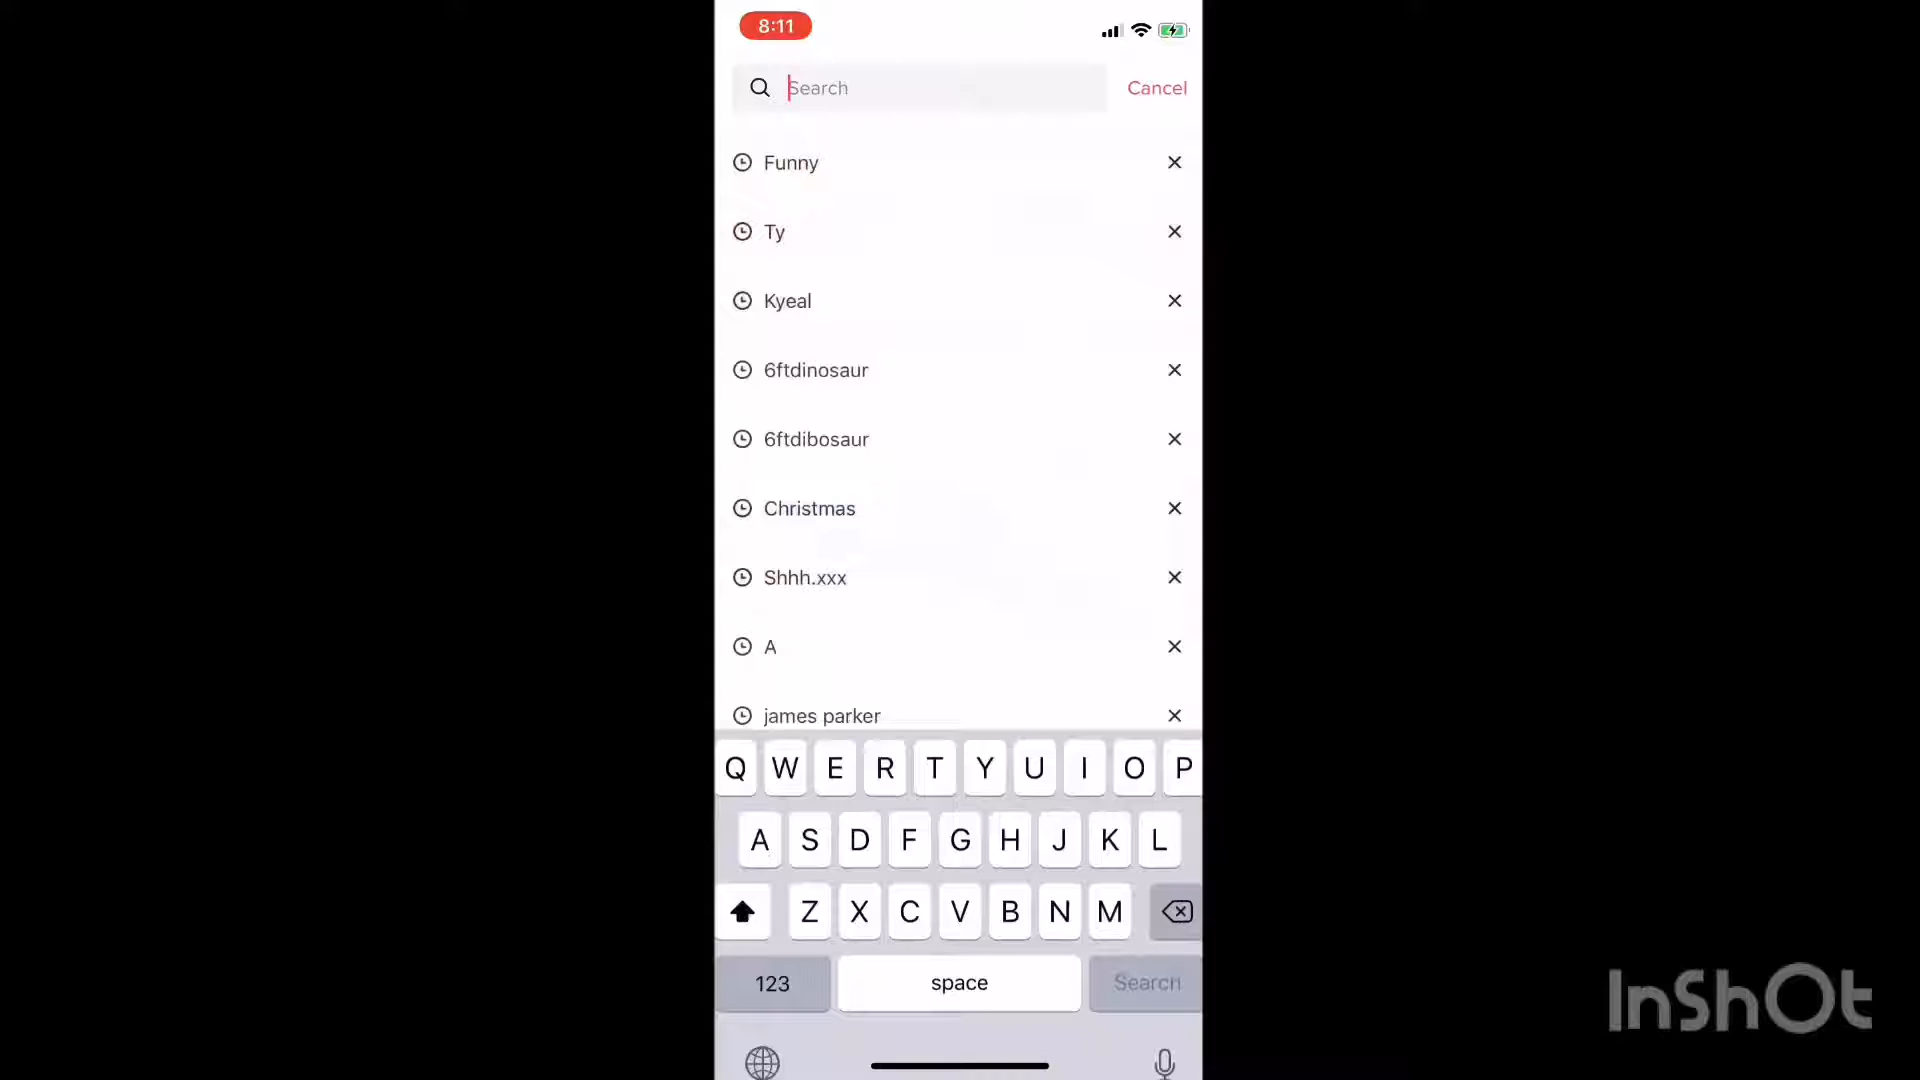 8:11
Search
Cancel
Funny
Ty
Kyeal
6ftdinosaur
6ftdibosaur
Christmas
Shhh.xxx
A
james parker
Q W E R T Y U I O P
A S D F G H J K L
Z X C V B N M
123 space Search
InShOt